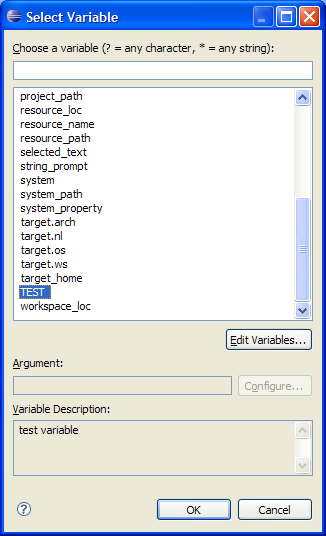 Select Variable
Choose a variable (? = any character, * = any string):
project_path
resource_loc
resource_name
resource_path
selected_text
string_prompt
system
system_path
system_property
target.arch
target.nl
target.os
target.ws
target_home
TEST
workspace_loc
Edit Variables...
Argument:
Configure...
Variable Description:
test variable
?
OK
Cancel